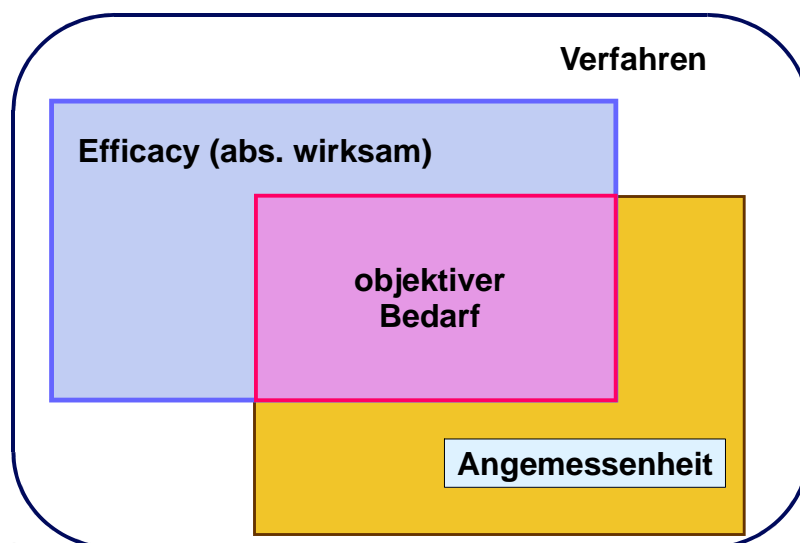 Verfahren
Efficacy (abs. wirksam)
objektiver
Bedarf
Angemessenheit